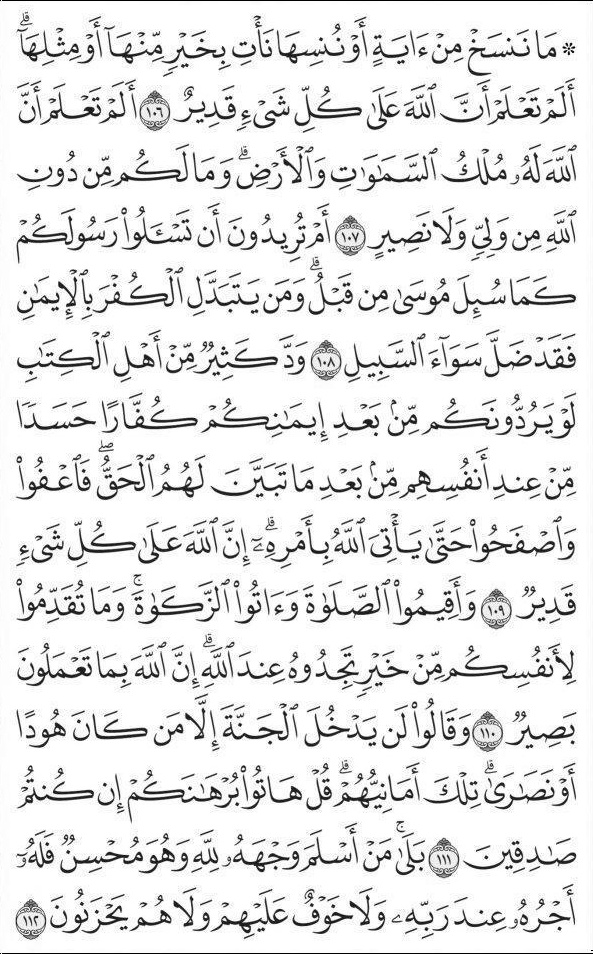 ۞ مَا نَنسَخْ مِنْ ءَايَةٍ أَوْ نُنسِهَا نَأْتِ بِخَيْرٍ مِّنْهَآ أَوْ مِثْلِهَآۗ
أَلَمْ تَعْلَمْ أَنَّ ٱللَّهَ عَلَىٰ كُلِّ شَىْءٍ قَدِيرٌ ١٠٦ أَلَمْ تَعْلَمْ أَنَّ
ٱللَّهَ لَهُۥ مُلْكُ ٱلسَّمَٰوَٰتِ وَٱلْأَرْضِۗ وَمَا لَكُم مِّن دُونِ
ٱللَّهِ مِن وَلِىٍّ وَلَا نَصِيرٍ ١٠٧ أَمْ تُرِيدُونَ أَن تَسْـَٔلُوا۟ رَسُولَكُمْ
كَمَا سُئِلَ مُوسَىٰ مِن قَبْلُۗ وَمَن يَتَبَدَّلِ ٱلْكُفْرَ بِٱلْإِيمَٰنِ
فَقَدْ ضَلَّ سَوَآءَ ٱلسَّبِيلِ ١٠٨ وَدَّ كَثِيرٌ مِّنْ أَهْلِ ٱلْكِتَٰبِ
لَوْ يَرُدُّونَكُم مِّنۢ بَعْدِ إِيمَٰنِكُمْ كُفَّارًا حَسَدًا
مِّنْ عِندِ أَنفُسِهِم مِّنۢ بَعْدِ مَا تَبَيَّنَ لَهُمُ ٱلْحَقُّۖ فَٱعْفُوا۟
وَٱصْفَحُوا۟ حَتَّىٰ يَأْتِىَ ٱللَّهُ بِأَمْرِهِۦٓۗ إِنَّ ٱللَّهَ عَلَىٰ كُلِّ شَىْءٍ
قَدِيرٌ ١٠٩ وَأَقِيمُوا۟ ٱلصَّلَوٰةَ وَءَاتُوا۟ ٱلزَّكَوٰةَۚ وَمَا تُقَدِّمُوا۟
لِأَنفُسِكُم مِّنْ خَيْرٍ تَجِدُوهُ عِندَ ٱللَّهِۗ إِنَّ ٱللَّهَ بِمَا تَعْمَلُونَ
بَصِيرٌ ١١٠ وَقَالُوا۟ لَن يَدْخُلَ ٱلْجَنَّةَ إِلَّا مَن كَانَ هُودًا
أَوْ نَصَٰرَىٰۗ تِلْكَ أَمَانِيُّهُمْۗ قُلْ هَاتُوا۟ بُرْهَٰنَكُمْ إِن كُنتُمْ
صَٰدِقِينَ ١١١ بَلَىٰۚ مَنْ أَسْلَمَ وَجْهَهُۥ لِلَّهِ وَهُوَ مُحْسِنٌ فَلَهُۥٓ
أَجْرُهُۥ عِندَ رَبِّهِۦ وَلَا خَوْفٌ عَلَيْهِمْ وَلَا هُمْ يَحْزَنُونَ ١١٢